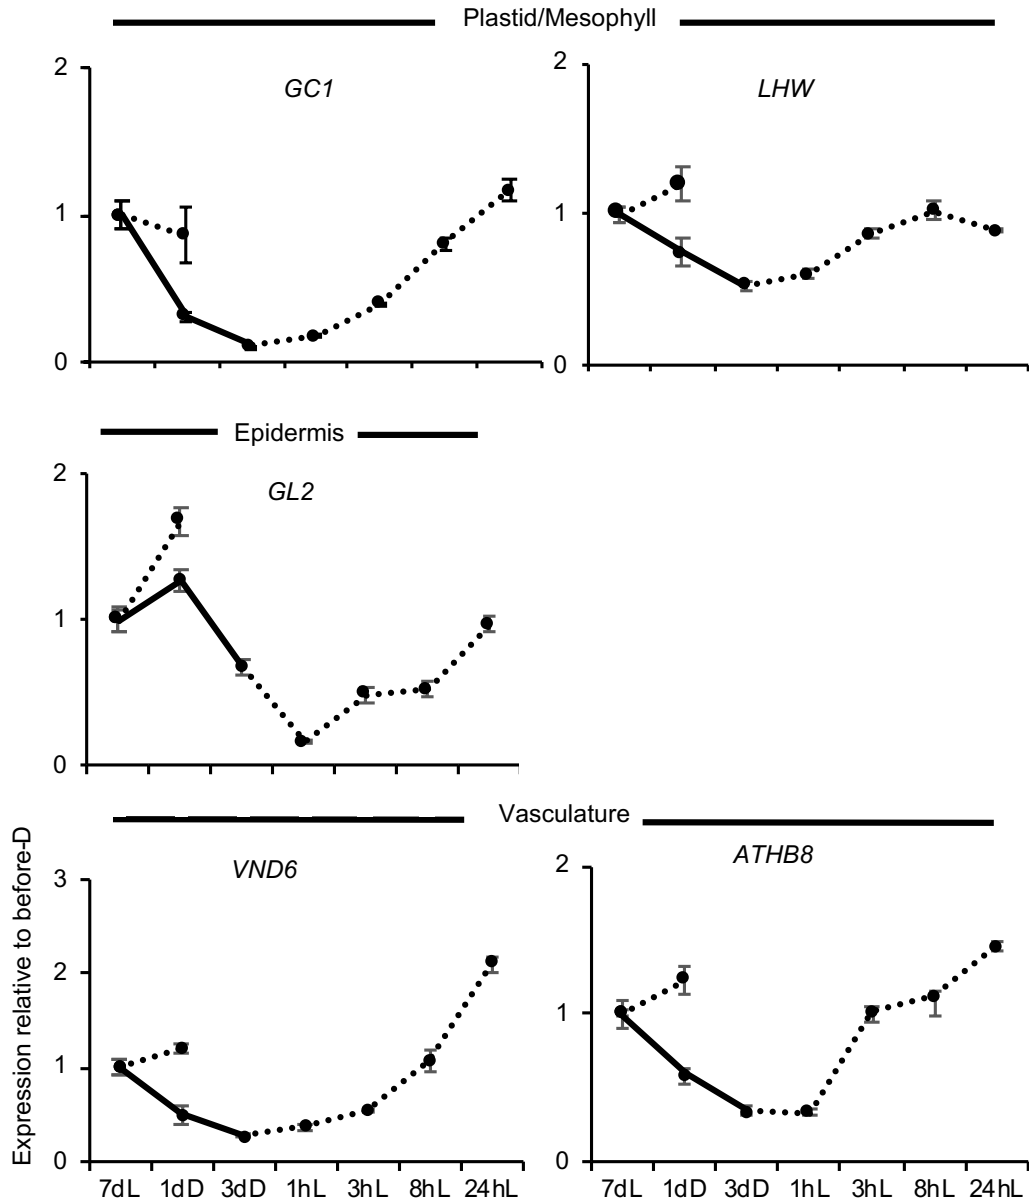 Plastid/Mesophyll
GC1
2
1
0
LHW
2
1
0
Epidermis
GL2
2
1
0
Vasculature
Expression relative to before-D
VND6
3
2
1
0
7dL 1dD 3dD 1hL 3hL 8hL 24hL
ATHB8
2
1
0
7dL 1dD 3dD 1hL 3hL 8hL 24hL